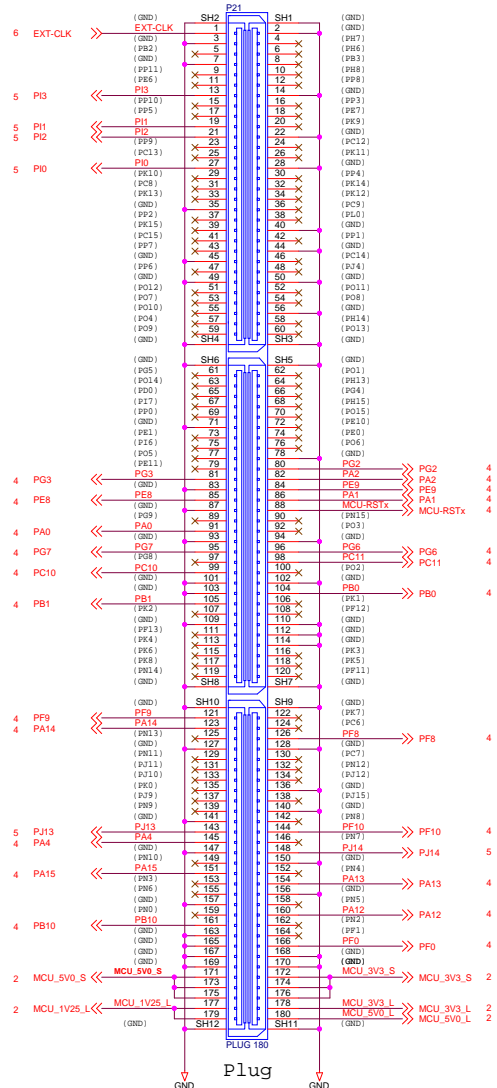 P21
(GND) SH2 SH1 (GND)
6 EXT-CLK EXT-CLK 1 2 (GND)
(GND) 3 4 (PH7)
(PB2) 5 6 (PH6)
(GND) 7 8 (PB3)
(PP11) 9 10 (PH8)
(PE6) 11 12 (PP8)
5 PI3 PI3 13 14 (GND)
(PP10) 15 16 (PP3)
(PP5) 17 18 (PE7)
5 PI1 PI1 19 20 (PK9)
5 PI2 PI2 21 22 (GND)
(PP9) 23 24 (PC12)
(PC13) 25 26 (PK11)
5 PI0 PI0 27 28 (GND)
(PK10) 29 30 (PP4)
(PC8) 31 32 (PK14)
(PK13) 33 34 (PK12)
(GND) 35 36 (PC9)
(PP2) 37 38 (PL0)
(PK15) 39 40 (GND)
(PC15) 41 42 (PP1)
(PP7) 43 44 (GND)
(GND) 45 46 (PC14)
(PP6) 47 48 (PJ4)
(GND) 49 50 (GND)
(PO12) 51 52 (PO11)
(PO7) 53 54 (PO8)
(PO10) 55 56 (GND)
(PO4) 57 58 (PH14)
(PO9) 59 60 (PO13)
(GND) SH4 SH3 (GND)
(GND) SH6 SH5 (GND)
(PG5) 61 62 (PO1)
(PO14) 63 64 (PH13)
(PD0) 65 66 (PG4)
(PI7) 67 68 (PH15)
(PP0) 69 70 (PO15)
(GND) 71 72 (PE10)
(PE1) 73 74 (PE0)
(PI6) 75 76 (PO6)
(PO5) 77 78 (GND)
(PE11) 79 80 PG2 PG2 4
4 PG3 PG3 81 82 PA2 PA2 4
(GND) 83 84 PE9 PE9 4
4 PE8 PE8 85 86 PA1 PA1 4
(GND) 87 88 MCU-RSTx MCU-RSTx 4
(PG9) 89 90 (PN15)
4 PA0 PA0 91 92 (PO3)
(GND) 93 94 (GND)
4 PG7 PG7 95 96 PG6 PG6 4
(PG8) 97 98 PC11 PC11 4
4 PC10 PC10 99 100 (PO2)
(GND) 101 102 (GND)
(GND) 103 104 PB0 PB0 4
4 PB1 PB1 105 106 (PK1)
(PK2) 107 108 (PF12)
(GND) 109 110 (GND)
(PF13) 111 112 (GND)
(PK4) 113 114 (GND)
(PK6) 115 116 (PK3)
(PK8) 117 118 (PK5)
(PN14) 119 120 (PF11)
(GND) SH8 SH7 (GND)
(GND) SH10 SH9 (GND)
4 PF9 PF9 121 122 (PK7)
4 PA14 PA14 123 124 (PC6)
(PN13) 125 126 PF8 PF8 4
(GND) 127 128 (GND)
(PN11) 129 130 (PC7)
(PJ11) 131 132 (PN12)
(PJ10) 133 134 (PJ12)
(PK0) 135 136 (GND)
(PJ9) 137 138 (PJ15)
(PN9) 139 140 (GND)
(GND) 141 142 (PN8)
5 PJ13 PJ13 143 144 PF10 PF10 4
4 PA4 PA4 145 146 (PN7)
(GND) 147 148 PJ14 PJ14 5
(PN10) 149 150 (GND)
4 PA15 PA15 151 152 (PN4)
(PN3) 153 154 PA13 PA13 4
(PN6) 155 156 (GND)
(GND) 157 158 (PN5)
(PN0) 159 160 PA12 PA12 4
4 PB10 PB10 161 162 (PN2)
(GND) 163 164 (PF1)
(GND) 165 166 PF0 PF0 4
(GND) 167 168 (GND)
(GND) 169 170 (GND)
2 MCU_5V0_S MCU_5V0_S 171 172 MCU_3V3_S MCU_3V3_S 2
173 174
175 176
2 MCU_1V25_L MCU_1V25_L 177 178 MCU_3V3_L MCU_3V3_L 2
179 180 MCU_5V0_L MCU_5V0_L 2
(GND) SH12 SH11 (GND)
PLUG 180
Plug
GND GND